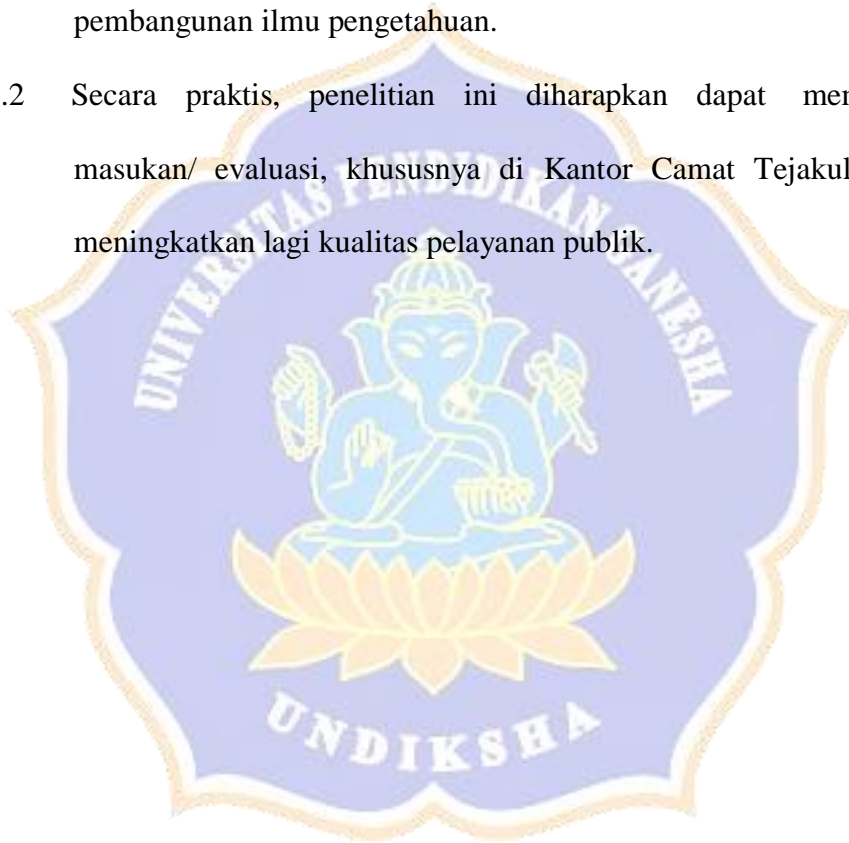 pembangunan ilmu pengetahuan.
.2 Secara praktis, penelitian ini diharapkan dapat
masukan/ evaluasi, khususnya di Kantor Camat
meningkatkan lagi kualitas pelayanan publik.
UNIVERSITAS PENDIDIKAN GANESHA
UNDIKSHA